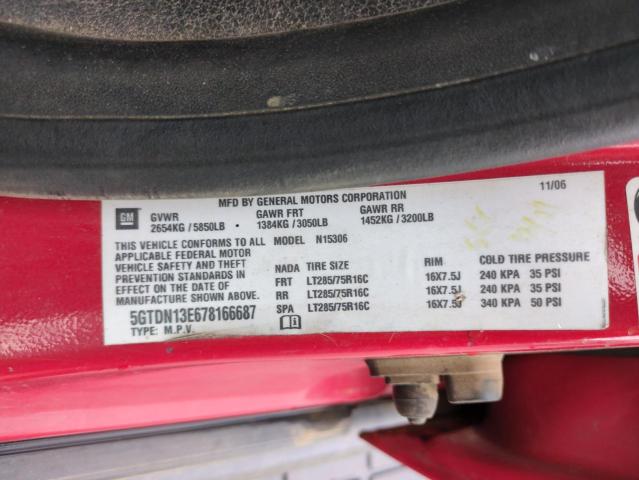 MFD BY GENERAL MOTORS CORPORATION 11/06
GM GVWR GAWR FRT GAWR RR
2654KG / 5850LB • 1384KG / 3050LB 1452KG / 3200LB
THIS VEHICLE CONFORMS TO ALL MODEL N15306
APPLICABLE FEDERAL MOTOR
VEHICLE SAFETY AND THEFT
PREVENTION STANDARDS IN
EFFECT ON THE DATE OF
MANUFACTURE SHOWN ABOVE.
5GTDN13E678166687
TYPE: M.P.V.
NADA TIRE SIZE RIM COLD TIRE PRESSURE
FRT LT285/75R16C 16X7.5J 240 KPA 35 PSI
RR LT285/75R16C 16X7.5J 240 KPA 35 PSI
SPA LT285/75R16C 16X7.5J 340 KPA 50 PSI